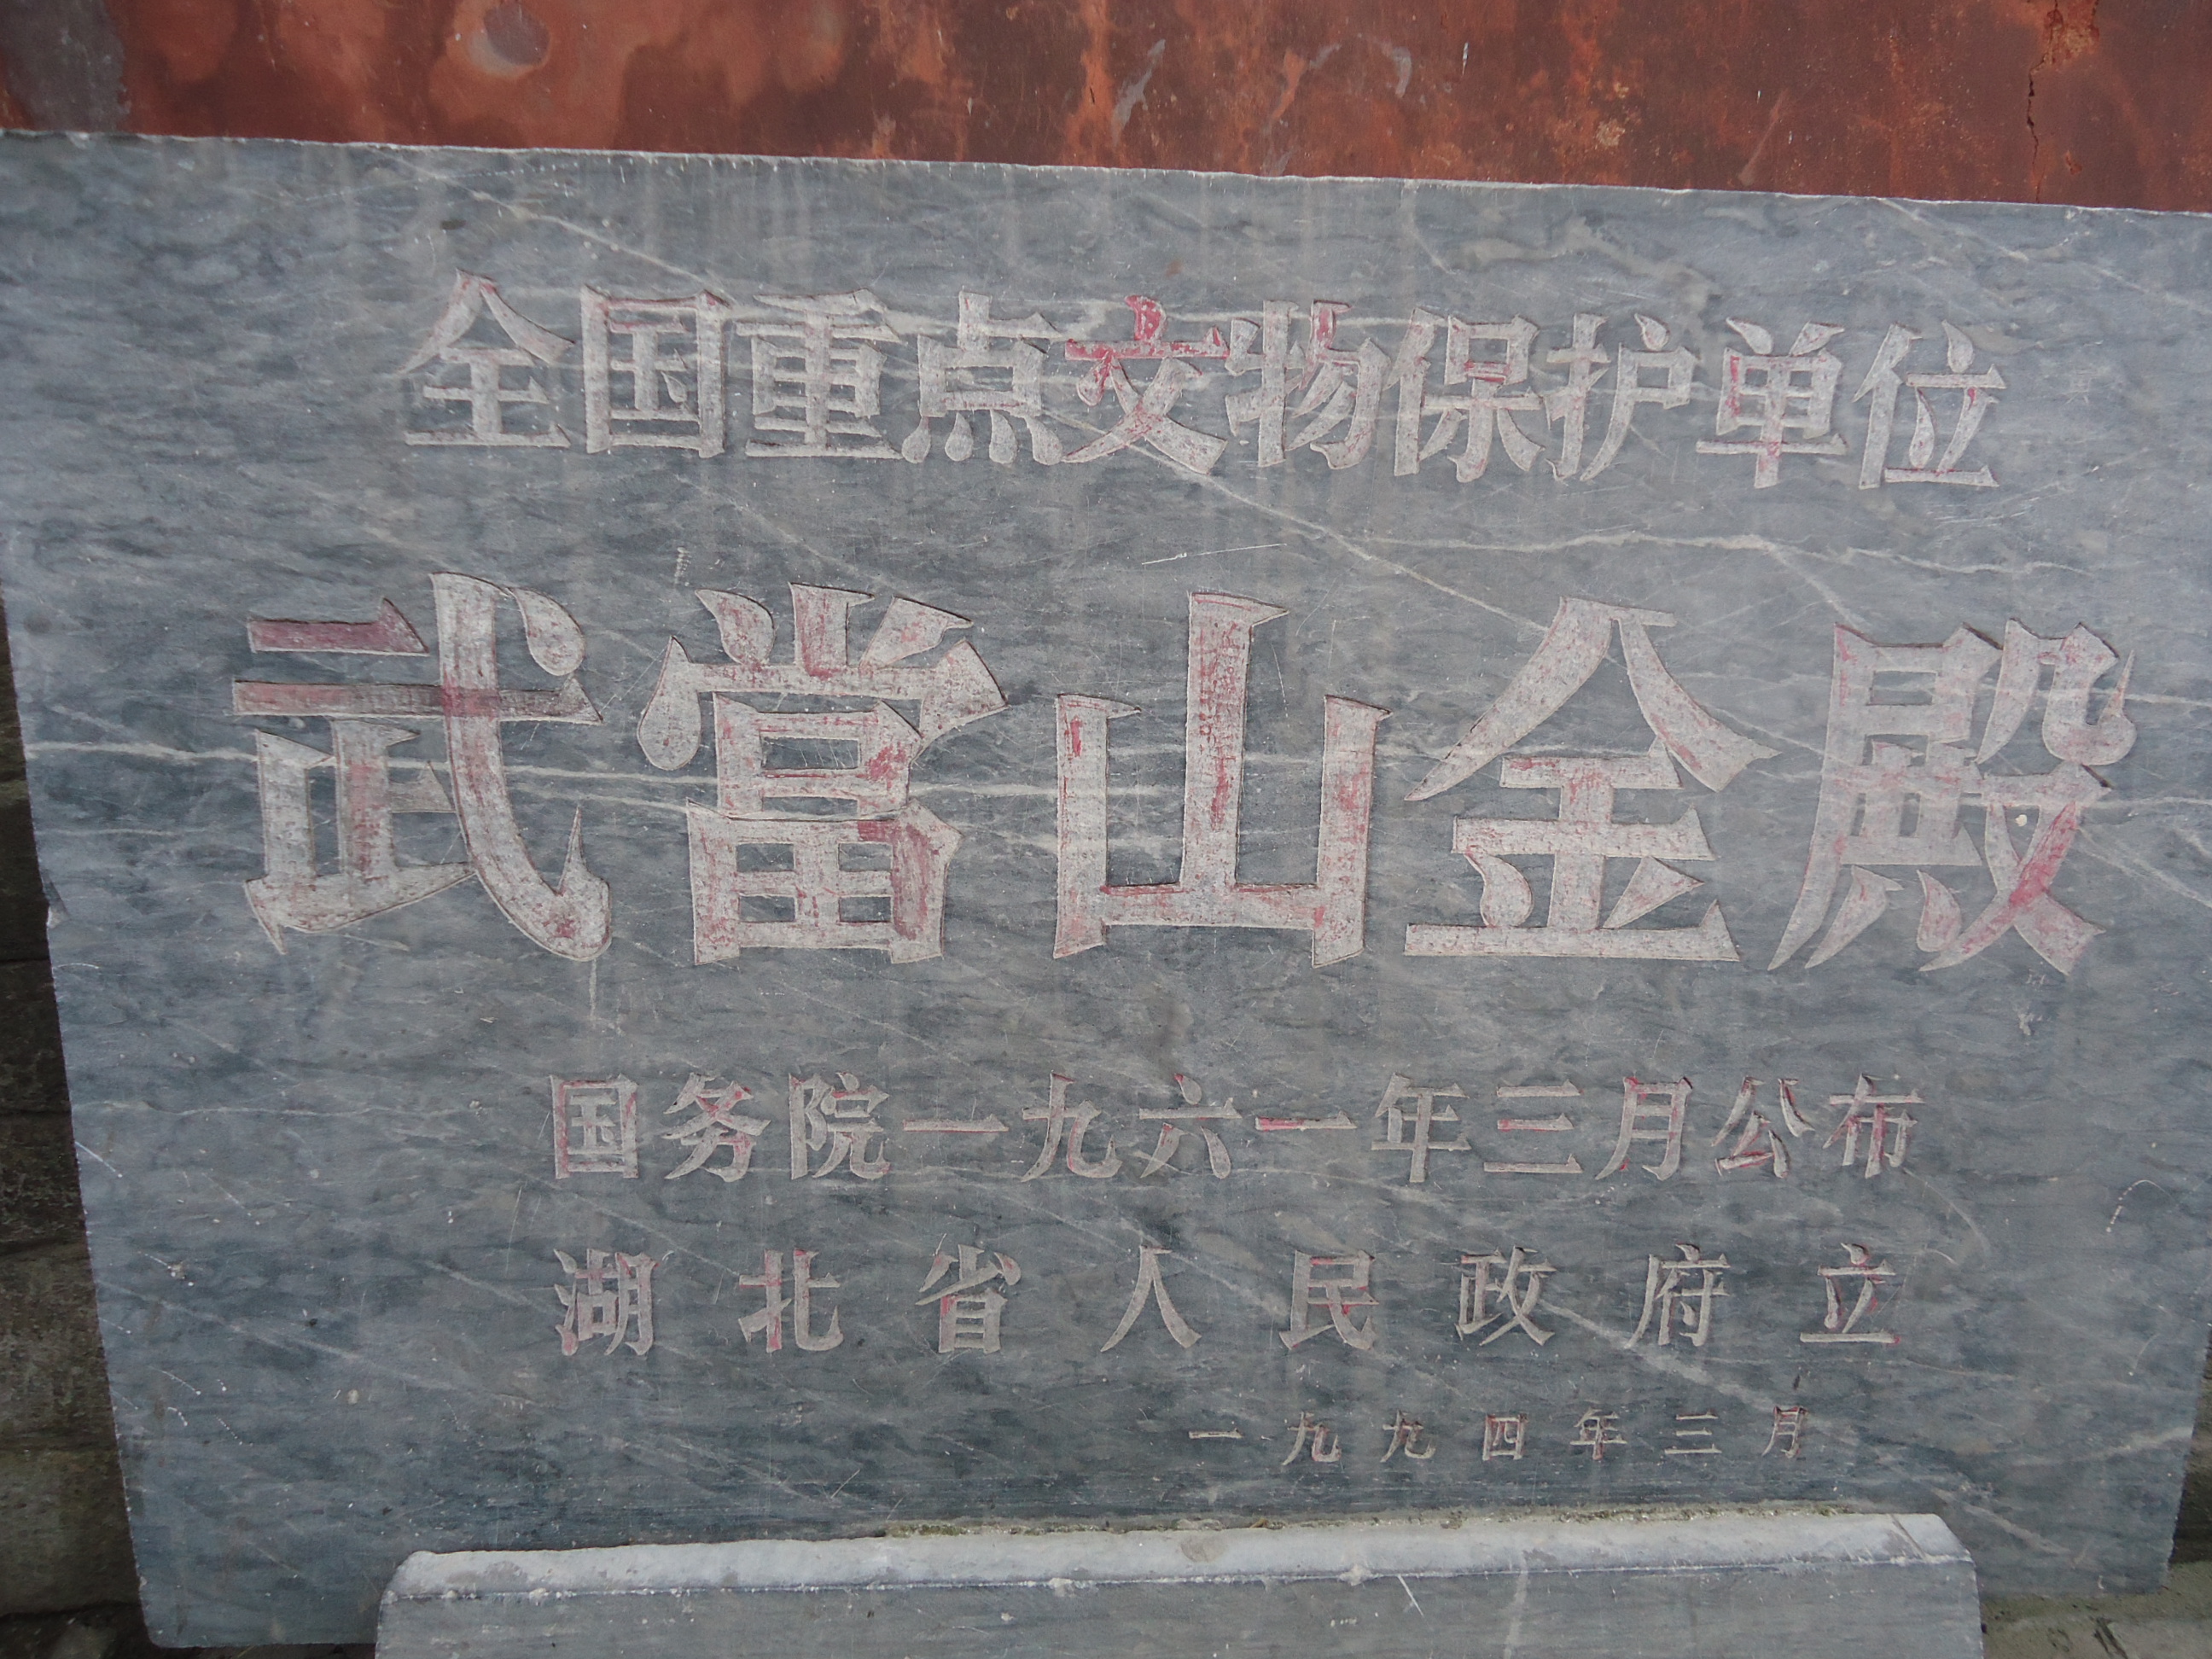 全国重点文物保护单位
武當山金殿
国务院一九六一年三月公布
湖北省人民政府立
一九九四年三月